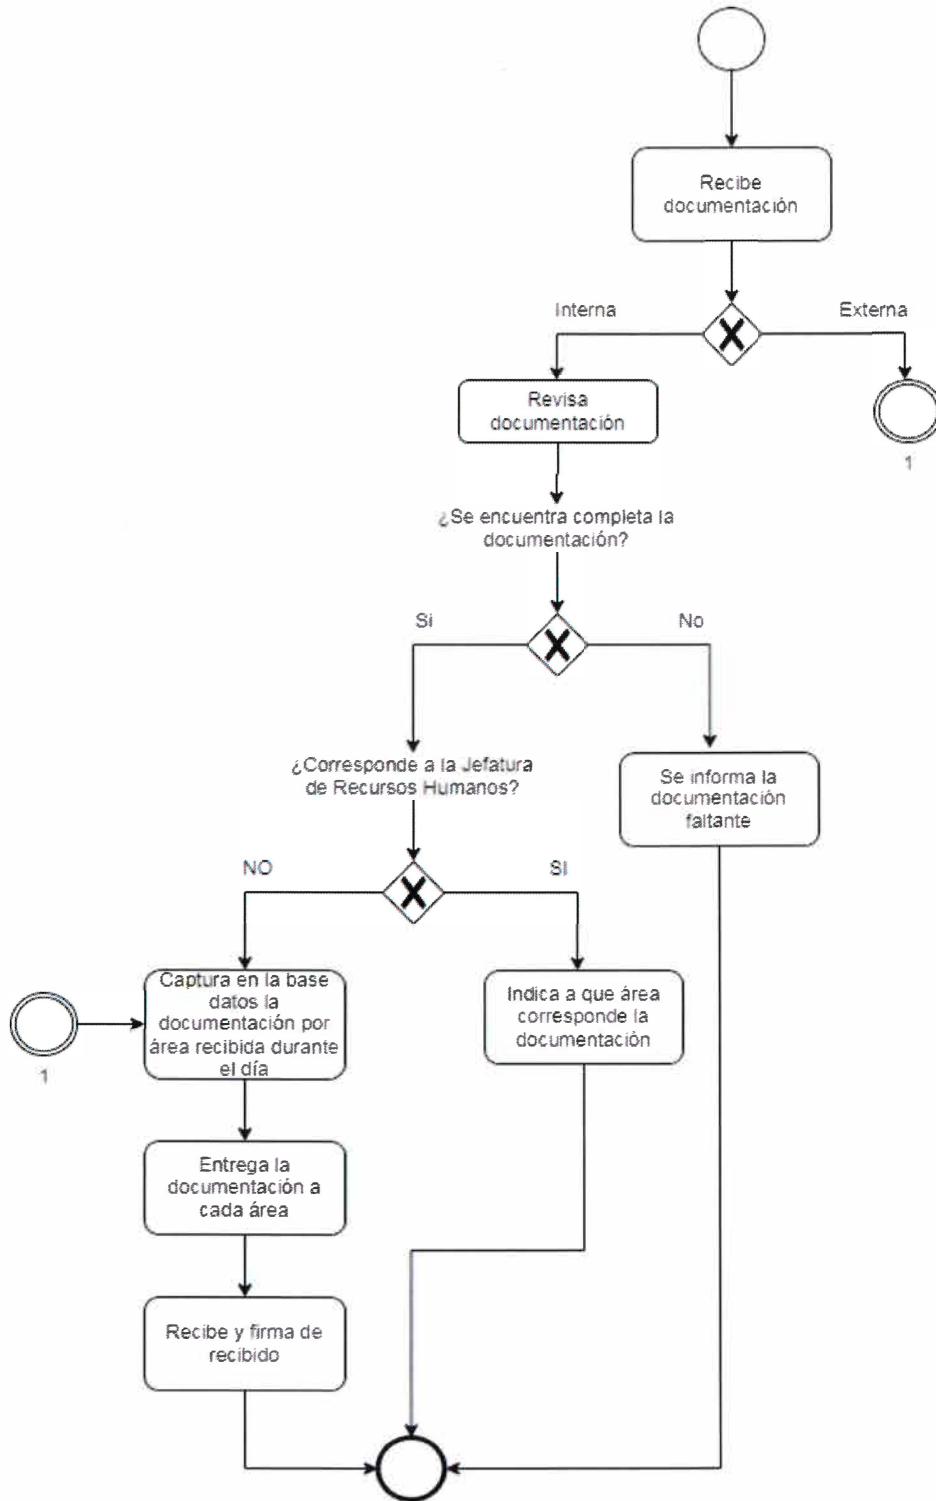 Recibe
documentación
Interna
Externa
Revisa
documentación
1
¿Se encuentra completa la
documentación?
Si
No
¿Corresponde a la Jefatura
de Recursos Humanos?
Se informa la
documentación
faltante
NO
SI
Captura en la base
datos la
documentación por
área recibida durante
el día
Indica a que área
corresponde la
documentación
1
Entrega la
documentación a
cada área
Recibe y firma de
recibido